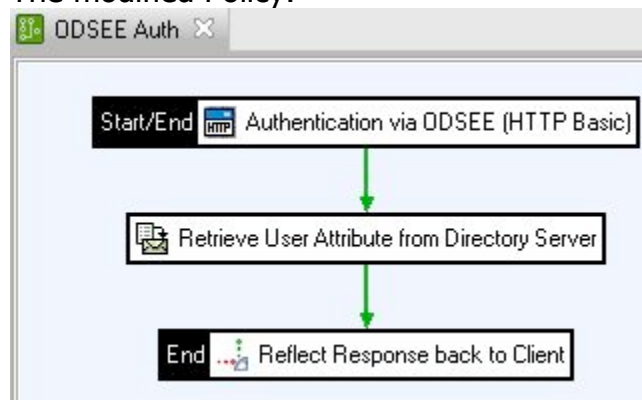 The modified Policy:
ODSEE Auth
Start/End HTTP Authentication via ODSEE (HTTP Basic)
Retrieve User Attribute from Directory Server
End Reflect Response back to Client